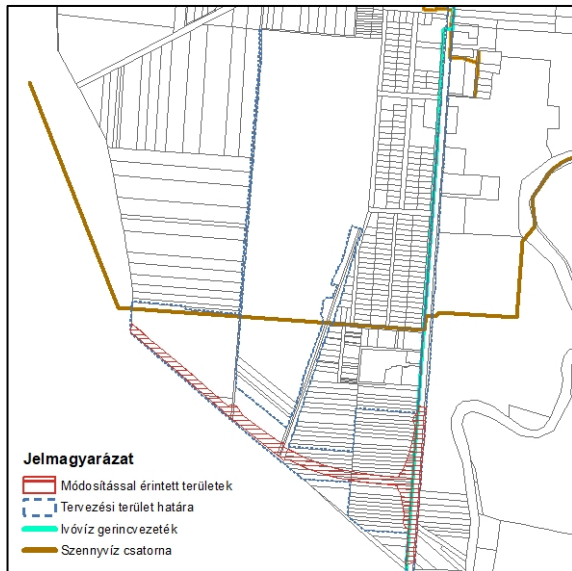 Jelmagyarázat
Módosítással érintett területek
Tervezési terület határa
Ivóvíz gerincvezeték
Szennyvíz csatorna